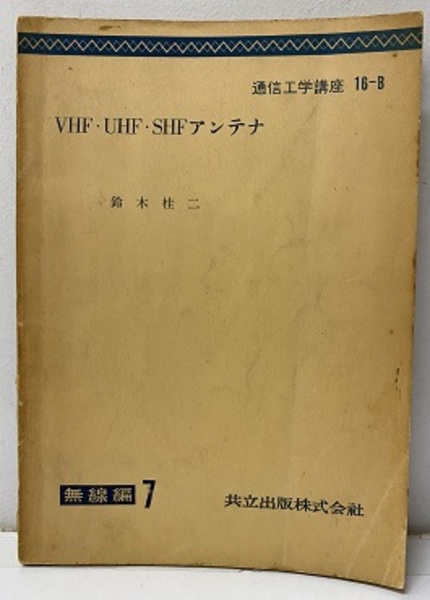 通信工学講座 16-B
VHF・UHF・SHFアンテナ
鈴木桂二
無線編 7
共立出版株式会社